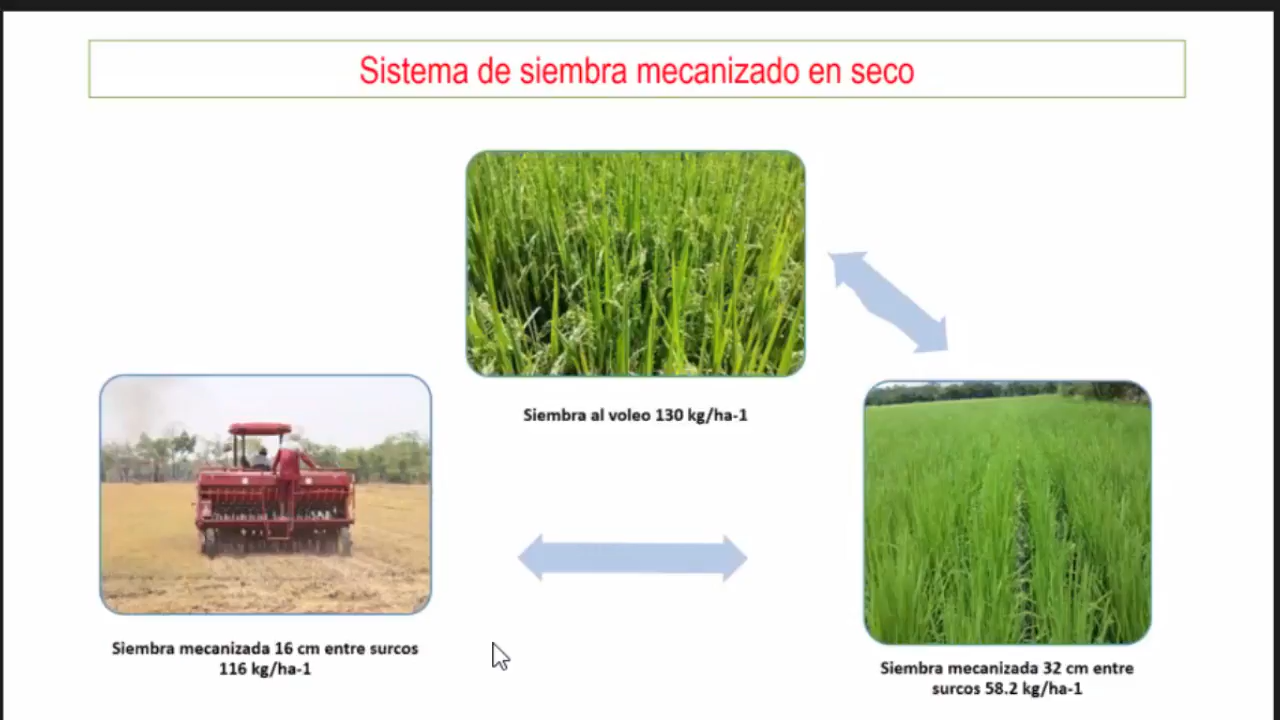 Sistema de siembra mecanizado en seco
Siembra al voleo 130 kg/ha-1
Siembra mecanizada 16 cm entre surcos
116 kg/ha-1
Siembra mecanizada 32 cm entre
surcos 58.2 kg/ha-1